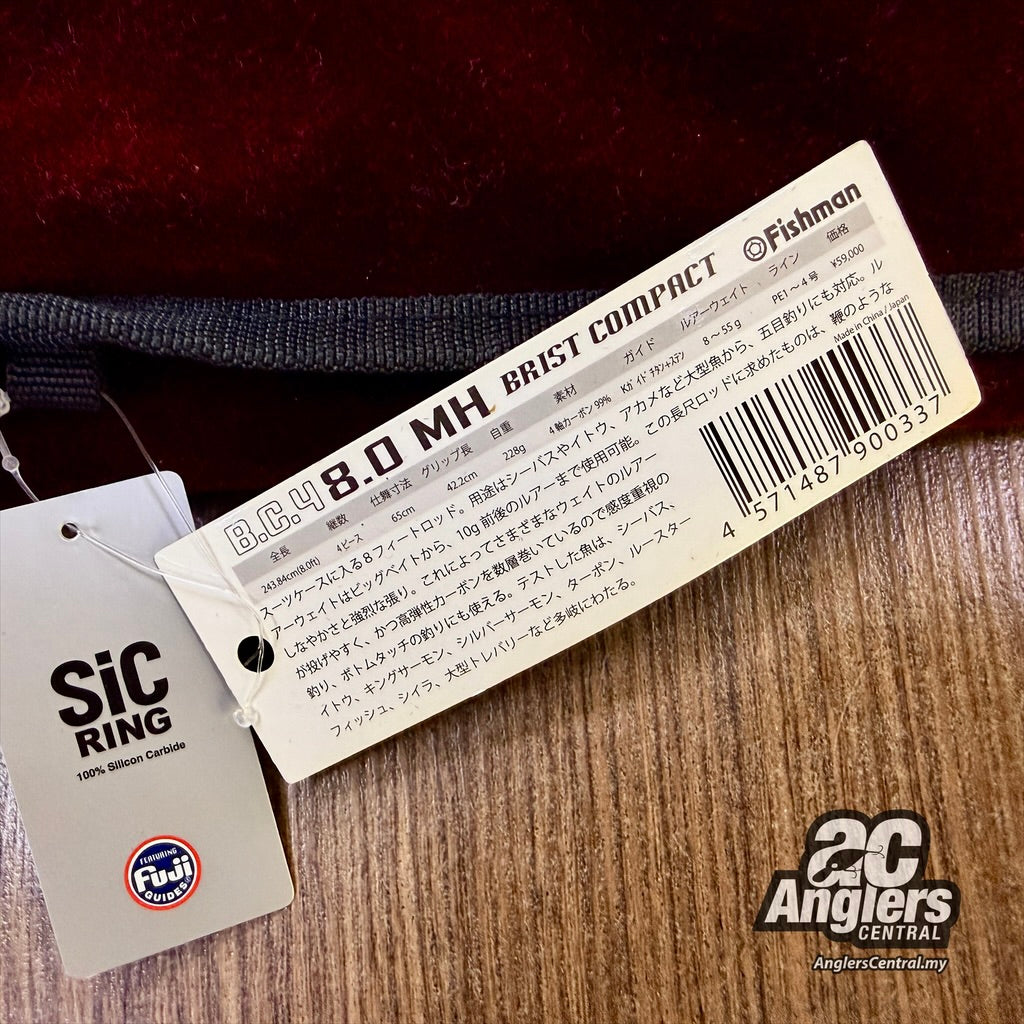 B.C.4 8.0 MH BRIST COMPACT Fishman
全長 継数 仕舞寸法 グリップ長 自重 素材 ガイド ルアーウェイト ライン 価格
243.84cm(8.0ft) 4ピース 65cm 42.2cm 228g 4軸カーボン99% Kガイドチタン+ステン 8～55g PE1～4号 ¥59,000
スーツケースに入る8フィートロッド。用途はシーバスやイトウ、アカメなど大型魚から、五目釣りにも対応。ル
アーウェイトはビッグベイトから、10g前後のルアーまで使用可能。この長尺ロッドに求めたものは、鞭のような
しなやかさと強烈な張り。これによってさまざまなウェイトのルアー
が投げやすく、かつ高弾性カーボンを数層巻いているので感度重視の
釣り、ボトムタッチの釣りにも使える。テストした魚は、シーバス、
イトウ、キングサーモン、シルバーサーモン、ターポン、ルースター
フィッシュ、シイラ、大型トレバリーなど多岐にわたる。
Made in China / Japan
4 571487 900337
SiC
RING
100% Silicon Carbide
FEATURING
Fuji
GUIDES
AC
Anglers
CENTRAL
AnglersCentral.my